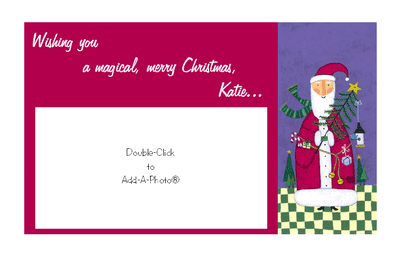 Wishing you
a magical, merry Christmas,
Katie...
Double-Click
to
Add-A-Photo®